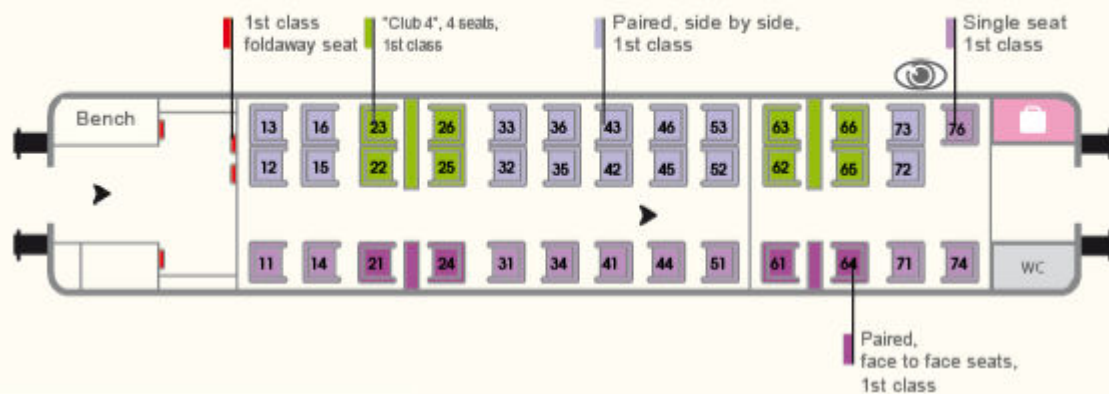 1st class
foldaway seat
"Club 4", 4 seats,
1st class
Paired, side by side,
1st class
Single seat
1st class
Bench
13 16 23 26 33 36 43 46 53 63 66 73 76
12 15 22 25 32 35 42 45 52 62 65 72
11 14 21 24 31 34 41 44 51 61 64 71 74
WC
Paired,
face to face seats,
1st class